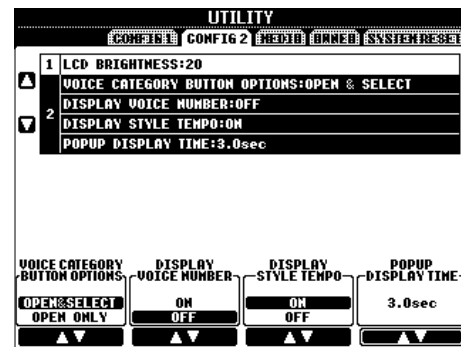 UTILITY
CONFIG 1 CONFIG 2 MEDIA OWNER SYSTEM RESET
1 LCD BRIGHTNESS:20
VOICE CATEGORY BUTTON OPTIONS:OPEN & SELECT
2 DISPLAY VOICE NUMBER:OFF
DISPLAY STYLE TEMPO:ON
POPUP DISPLAY TIME:3.0sec
VOICE CATEGORY BUTTON OPTIONS
DISPLAY VOICE NUMBER
DISPLAY STYLE TEMPO
POPUP DISPLAY TIME
OPEN&SELECT ON ON 3.0sec
OPEN ONLY OFF OFF